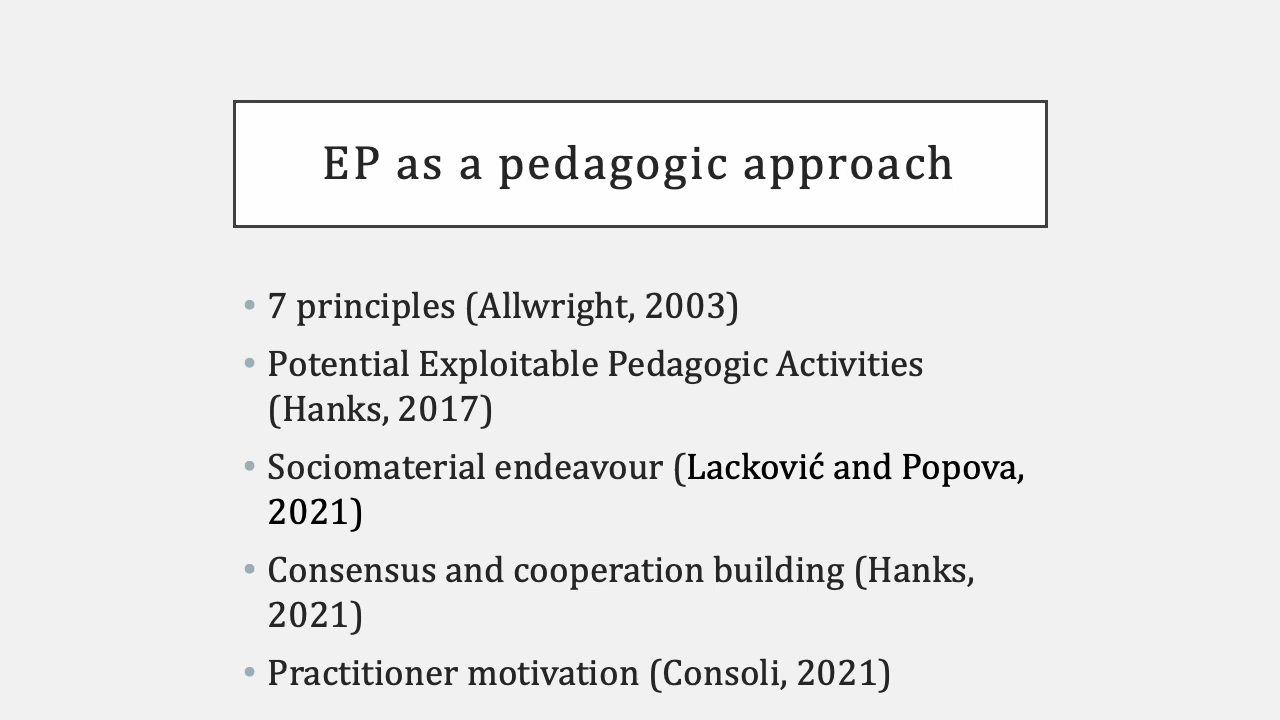 EP as a pedagogic approach
• 7 principles (Allwright, 2003)
• Potential Exploitable Pedagogic Activities
(Hanks, 2017)
• Sociomaterial endeavour (Lacković and Popova,
2021)
• Consensus and cooperation building (Hanks,
2021)
• Practitioner motivation (Consoli, 2021)